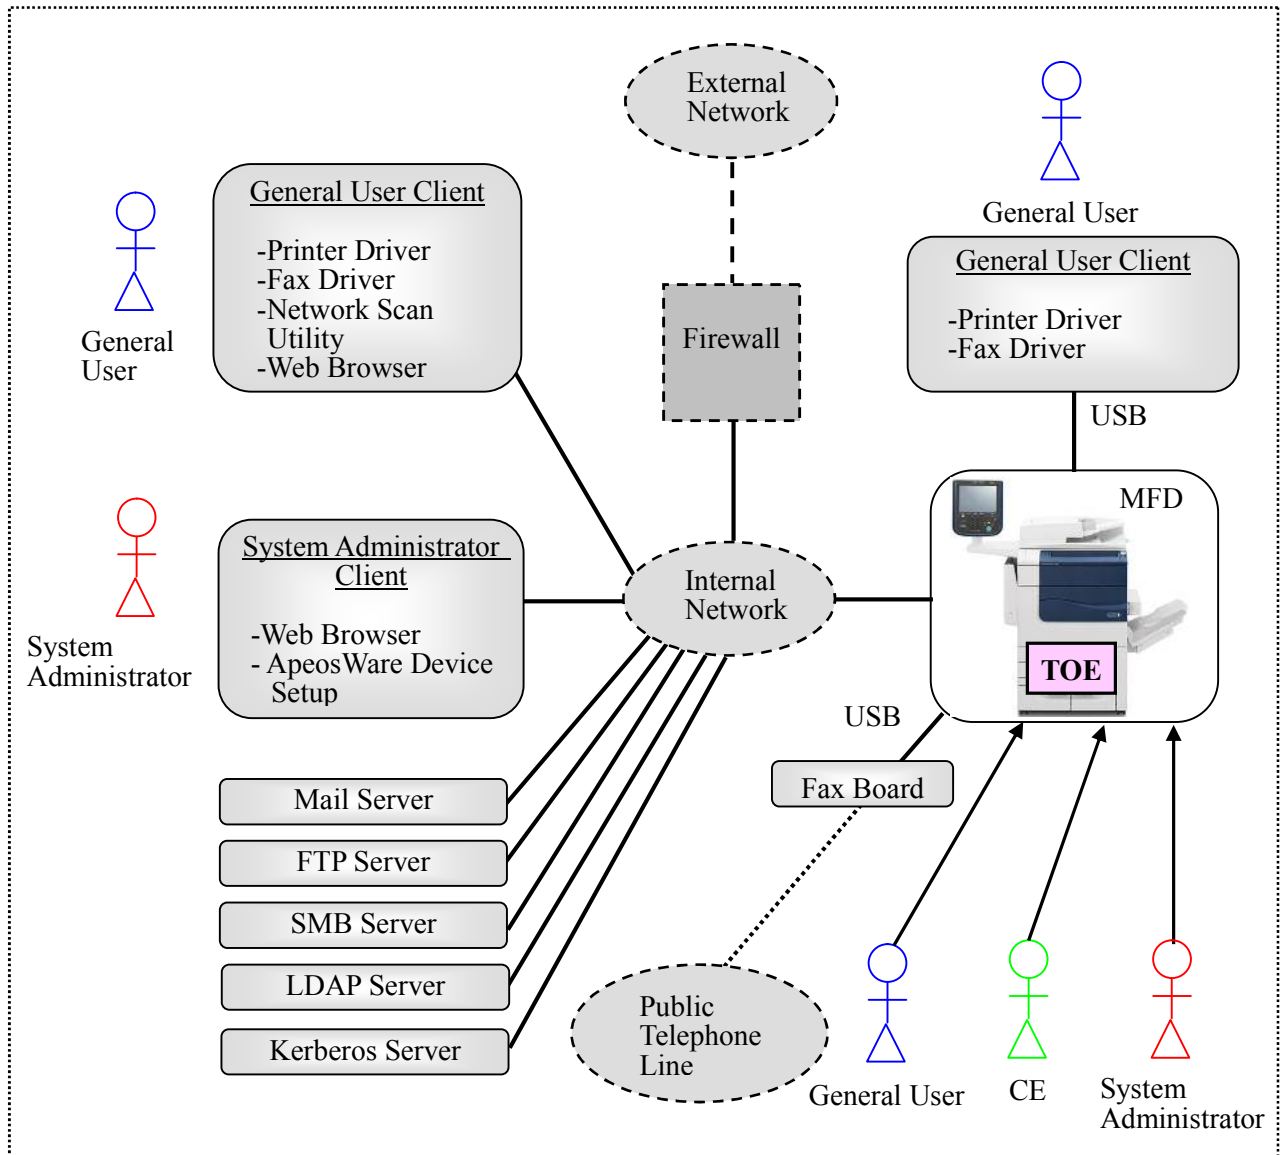 External
Network
General User
General User Client
-Printer Driver
-Fax Driver
-Network Scan
Utility
-Web Browser
General
User
Firewall
General User Client
-Printer Driver
-Fax Driver
USB
MFD
TOE
System Administrator
Client
-Web Browser
- ApeosWare Device
Setup
System
Administrator
Internal
Network
USB
Fax Board
Mail Server
FTP Server
SMB Server
LDAP Server
Kerberos Server
Public
Telephone
Line
General User
CE
System
Administrator